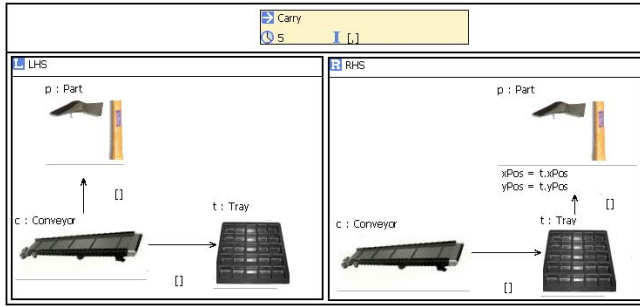 Carry
5 [,]
L LHS
p : Part
[]
c : Conveyor
t : Tray
[]
R RHS
p : Part
xPos = t.xPos
yPos = t.yPos
[]
c : Conveyor
t : Tray
[]